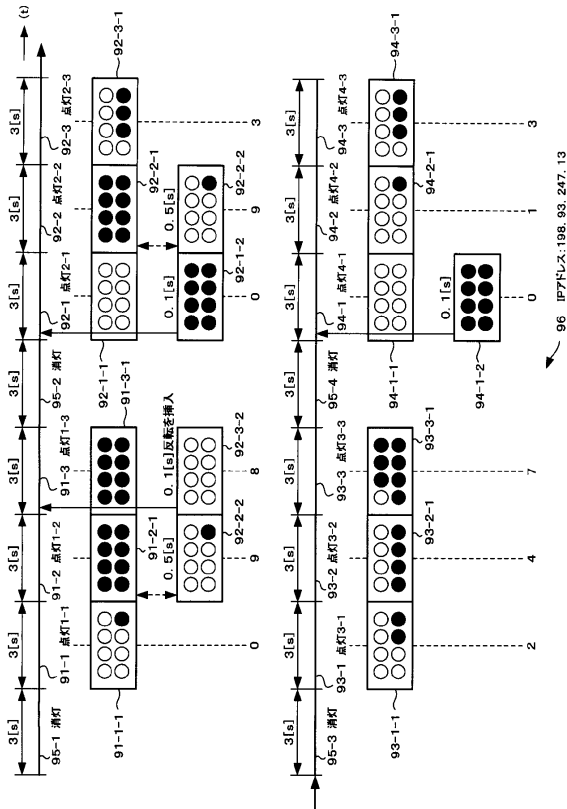 3[s] 3[s] 3[s] 3[s] 3[s] 3[s] 3[s] 3[s] (t)
95-1 消灯 91-1 点灯1-1 91-2 点灯1-2 91-3 点灯1-3 95-2 消灯 92-1 点灯2-1 92-2 点灯2-2 92-3 点灯2-3
91-1-1 91-2-1 91-3-1 92-1-1 92-2-1 92-3-1
0.5[s] 0.1[s]反転を挿入 0.1[s] 0.5[s]
92-2-2 92-3-2 92-1-2 92-2-2
0 9 8 0 9 3
3[s] 3[s] 3[s] 3[s] 3[s] 3[s] 3[s] 3[s]
95-3 消灯 93-1 点灯3-1 93-2 点灯3-2 93-3 点灯3-3 95-4 消灯 94-1 点灯4-1 94-2 点灯4-2 94-3 点灯4-3
93-1-1 93-2-1 93-3-1 94-1-1 94-2-1 94-3-1
0.1[s]
94-1-2
2 4 7 0 1 3
96 IPアドレス:198.93.247.13